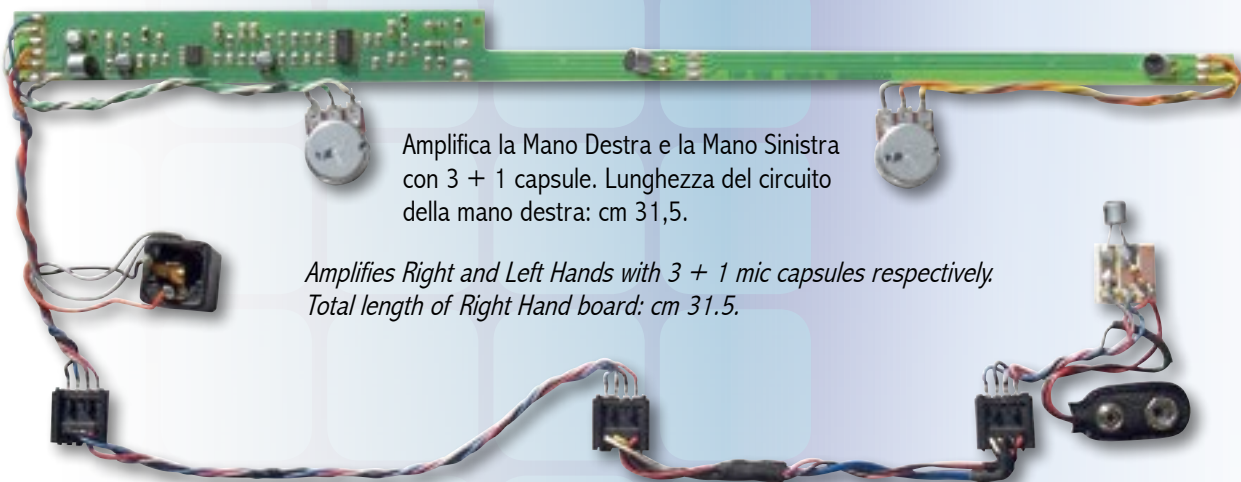 Amplifica la Mano Destra e la Mano Sinistra
con 3 + 1 capsule. Lunghezza del circuito
della mano destra: cm 31,5.
Amplifies Right and Left Hands with 3 + 1 mic capsules respectively.
Total length of Right Hand board: cm 31.5.